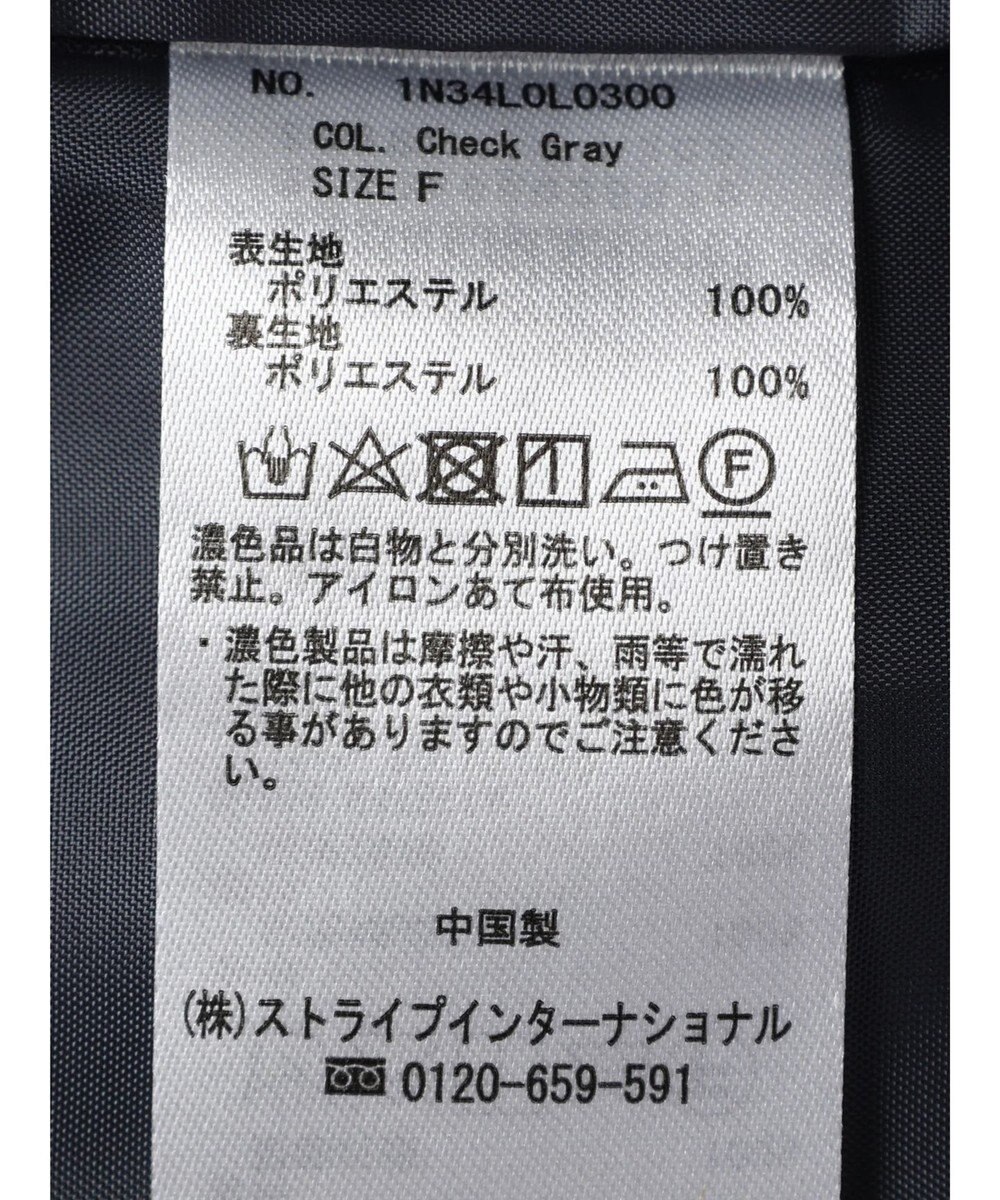 NO. 1N34L0L0300
COL. Check Gray
SIZE F
表生地
ポリエステル 100%
裏生地
ポリエステル 100%
F
濃色品は白物と分別洗い。つけ置き
禁止。アイロンあて布使用。
・濃色製品は摩擦や汗、雨等で濡れ
た際に他の衣類や小物類に色が移
る事がありますのでご注意くださ
い。
中国製
(株)ストライプインターナショナル
0120-659-591